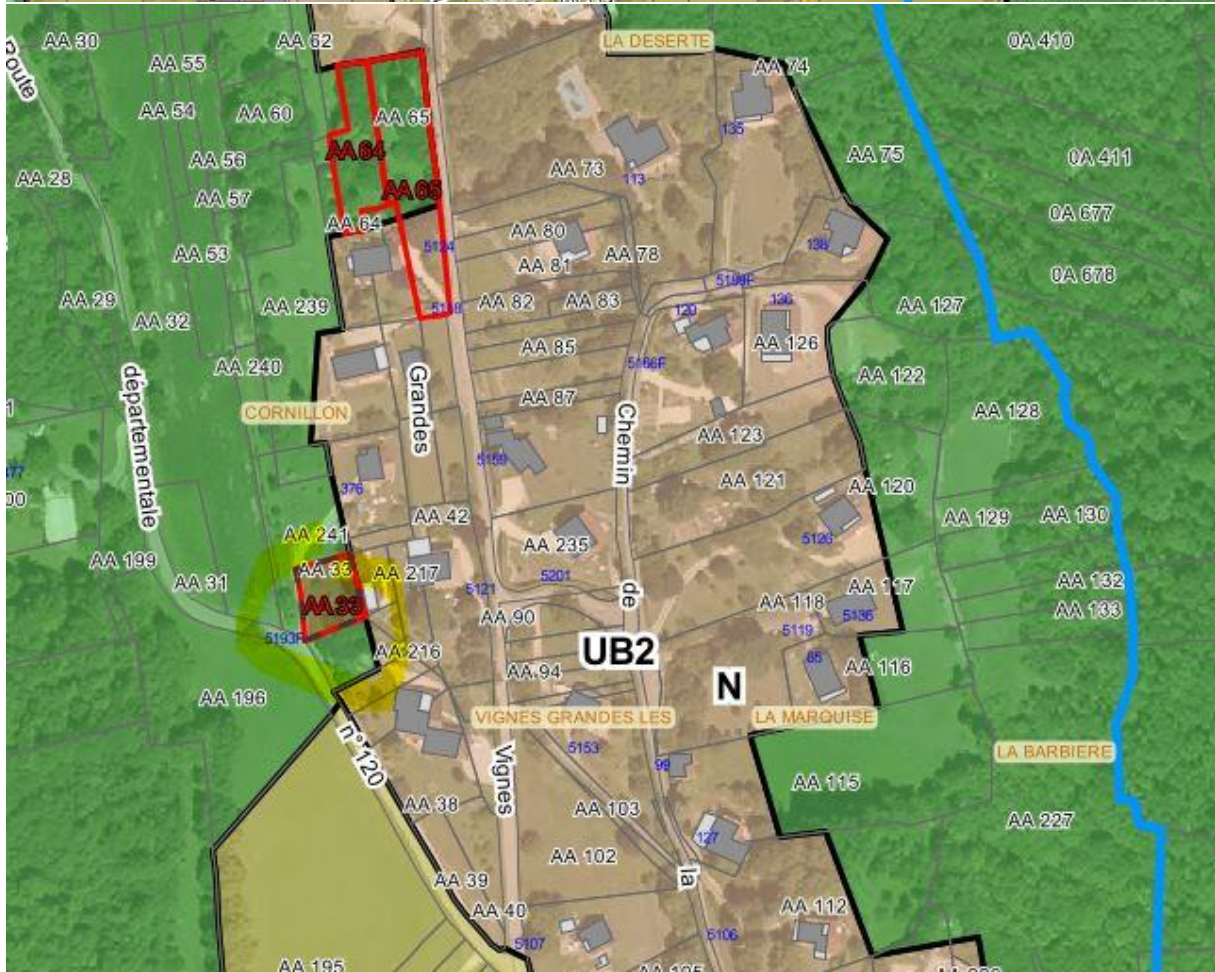 AA 30
AA 62
LA DESERTE
0A 410
Route
AA 55
AA 74
AA 54
AA 60
AA 65
135
AA 56
AA 64
AA 75
0A 411
AA 28
AA 73
113
AA 57
AA 65
0A 677
AA 64
AA 80
138
AA 53
5124
AA 81
AA 78
0A 678
5199F
AA 29
AA 239
5118
AA 82
AA 83
120
136
AA 127
AA 32
AA 85
AA 126
5166F
AA 240
AA 122
départementale
Grandes
AA 87
CORNILLON
Chemin
AA 128
AA 123
5159
376
AA 121
AA 120
AA 42
AA 129
AA 130
AA 241
AA 235
5126
AA 199
AA 33
AA 217
AA 31
5201
5121
AA 132
AA 117
AA 33
de
AA 118
AA 133
AA 90
5136
5193F
5119
AA 216
UB2
85
AA 94
AA 116
N
AA 196
VIGNES GRANDES LES
LA MARQUISE
n° 120
5153
LA BARBIERE
99
Vignes
AA 115
AA 38
AA 103
AA 227
127
AA 102
la
AA 39
AA 40
AA 112
5107
5106
AA 195